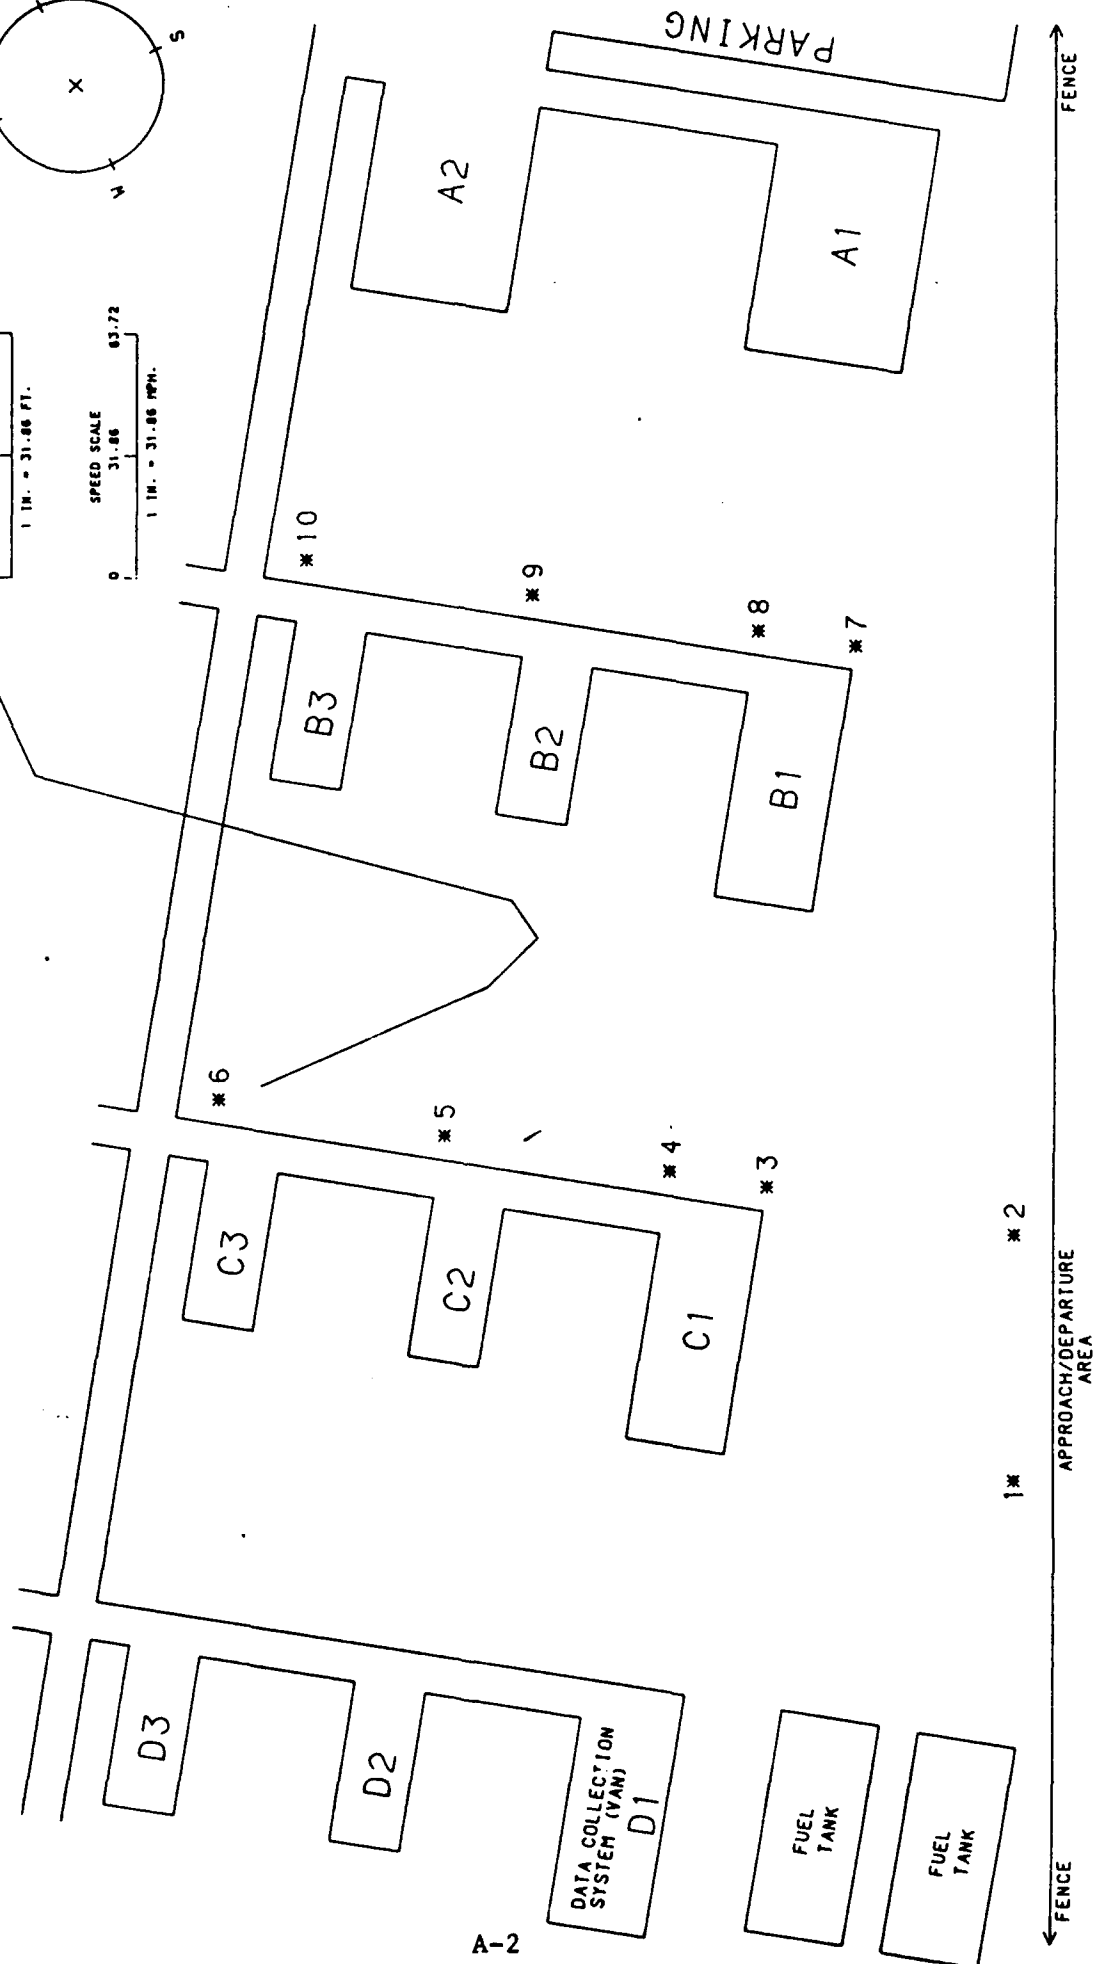 S
W
1 IN. = 31.86 FT.
SPEED SCALE
0 31.86 63.72
1 IN. = 31.86 MPH.
PARKING
FENCE
A2
A1
*10
*9
*8
*7
B3
B2
B1
*6
*5
*4
*3
*2
1*
C3
C2
C1
APPROACH/DEPARTURE
AREA
D3
D2
DATA COLLECTION
SYSTEM (VAN)
D1
FUEL
TANK
FUEL
TANK
FENCE
A-2